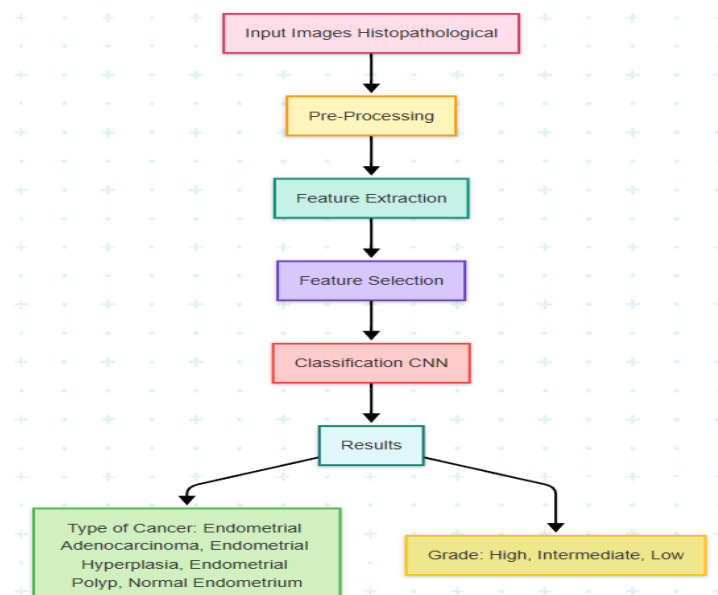 Input Images Histopathological
Pre-Processing
Feature Extraction
Feature Selection
Classification CNN
Results
Type of Cancer: Endometrial
Adenocarcinoma, Endometrial
Hyperplasia, Endometrial
Polyp, Normal Endometrium
Grade: High, Intermediate, Low